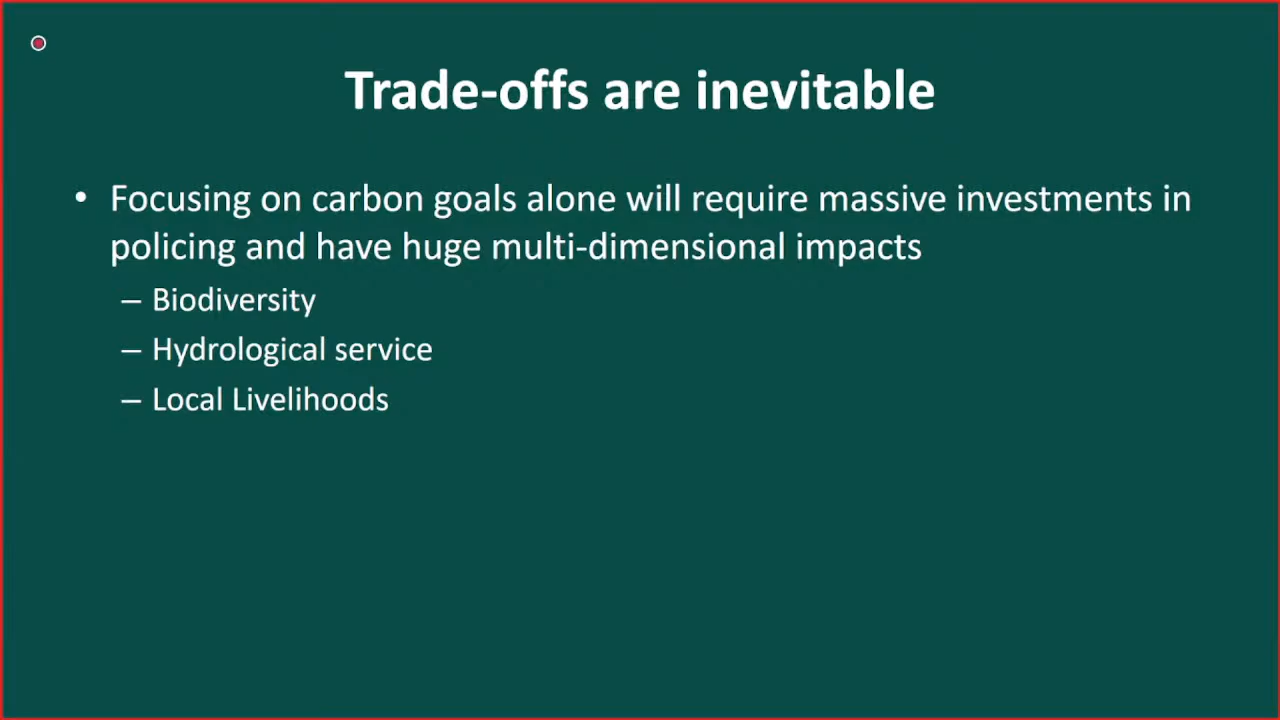 Trade-offs are inevitable
• Focusing on carbon goals alone will require massive investments in
policing and have huge multi-dimensional impacts
– Biodiversity
– Hydrological service
– Local Livelihoods